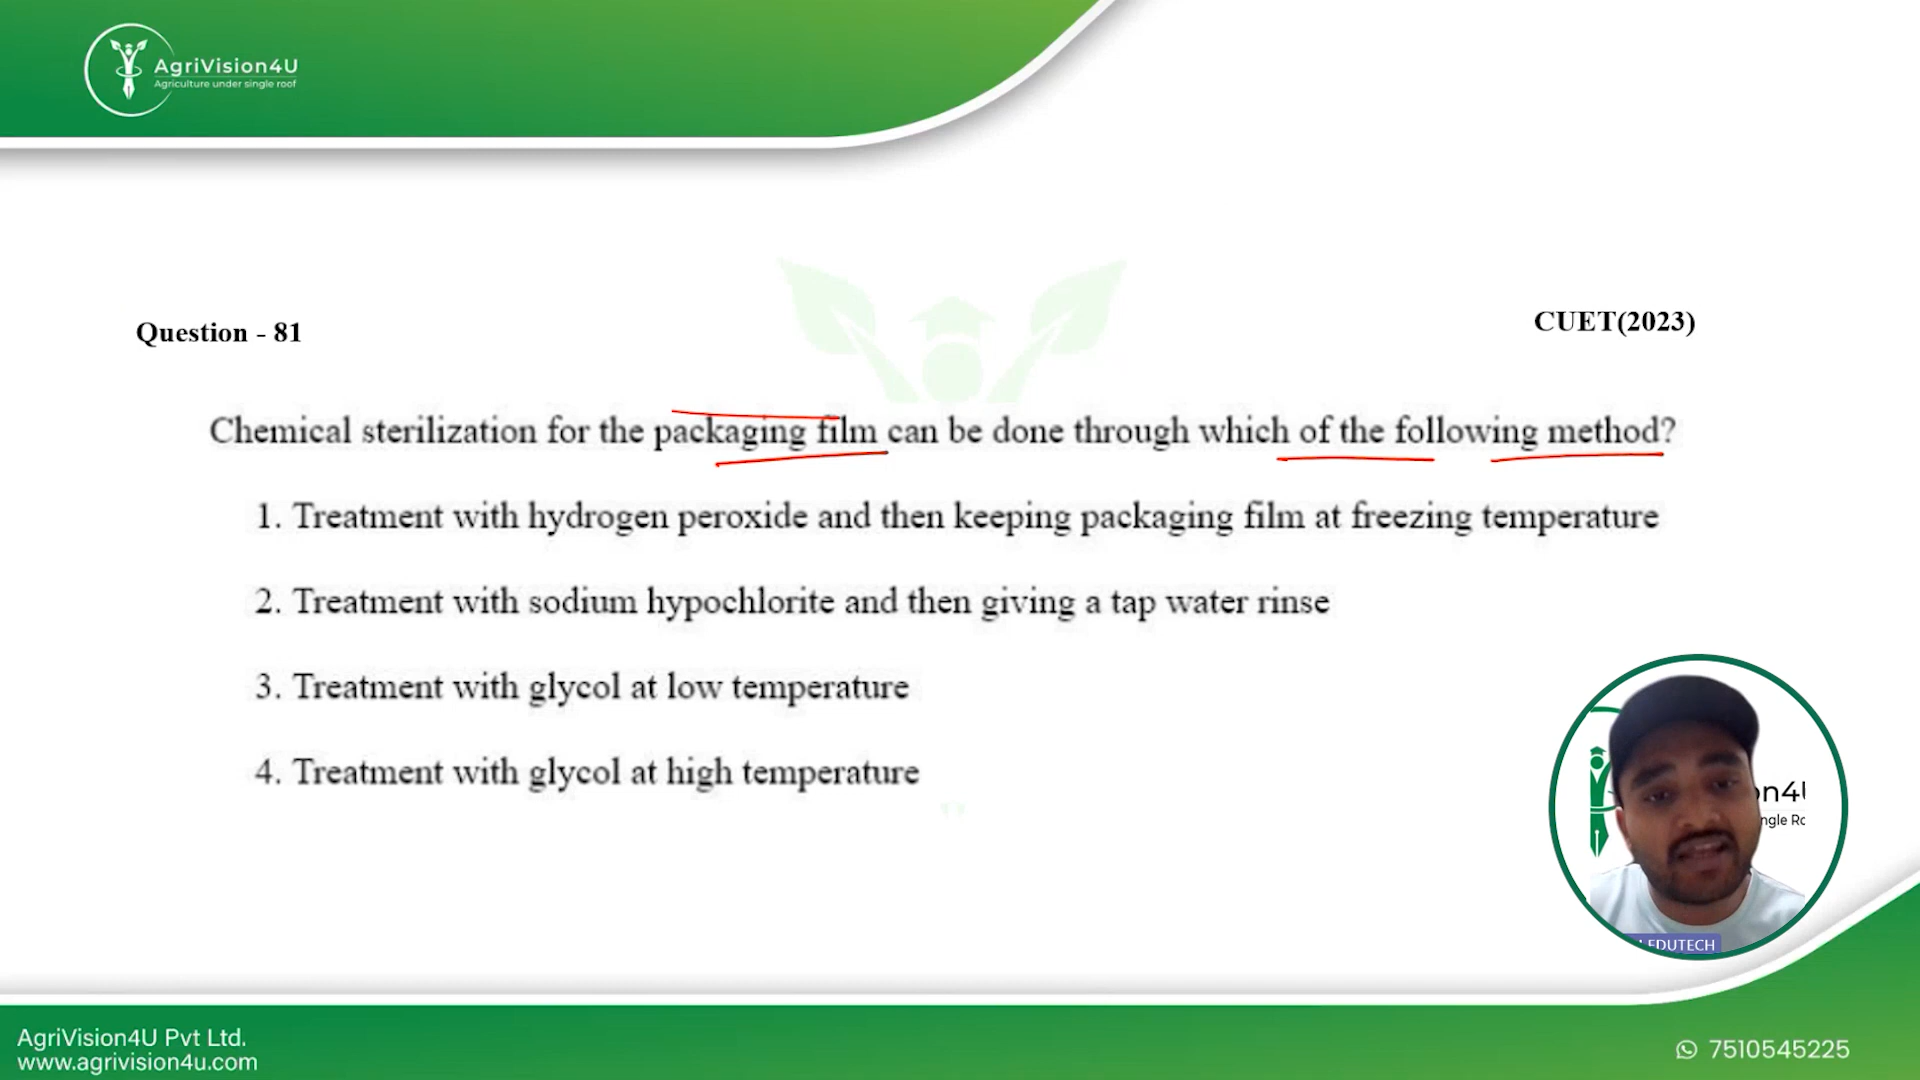 AgriVision4U
Agriculture under single roof
Question - 81
CUET(2023)
Chemical sterilization for the packaging film can be done through which of the following method?
1. Treatment with hydrogen peroxide and then keeping packaging film at freezing temperature
2. Treatment with sodium hypochlorite and then giving a tap water rinse
3. Treatment with glycol at low temperature
4. Treatment with glycol at high temperature
EDUTECH
AgriVision4U Pvt Ltd.
www.agrivision4u.com
7510545225